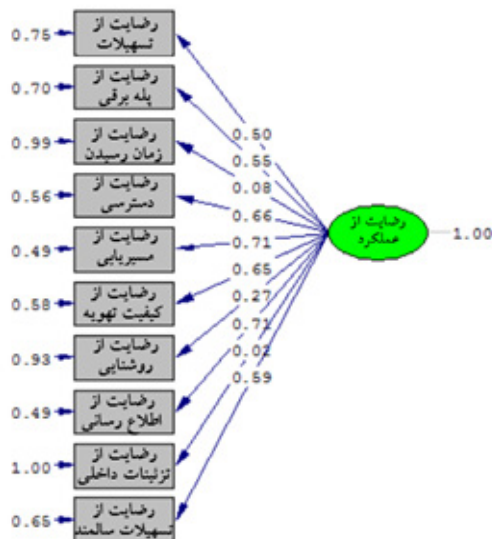 0.75
رضایت از
تسهیلات
0.70
رضایت از
پله برقی
0.99
رضایت از
زمان رسیدن
0.56
رضایت از
دسترسی
0.49
رضایت از
مسیریابی
0.58
رضایت از
کیفیت تهویه
0.93
رضایت از
روشنایی
0.49
رضایت از
اطلاع رسانی
1.00
رضایت از
تزئینات داخلی
0.65
رضایت از
تسهیلات سالمند
0.50
0.55
0.08
0.66
0.71
0.65
0.27
0.71
0.02
0.59
رضایت از
عملکرد
1.00